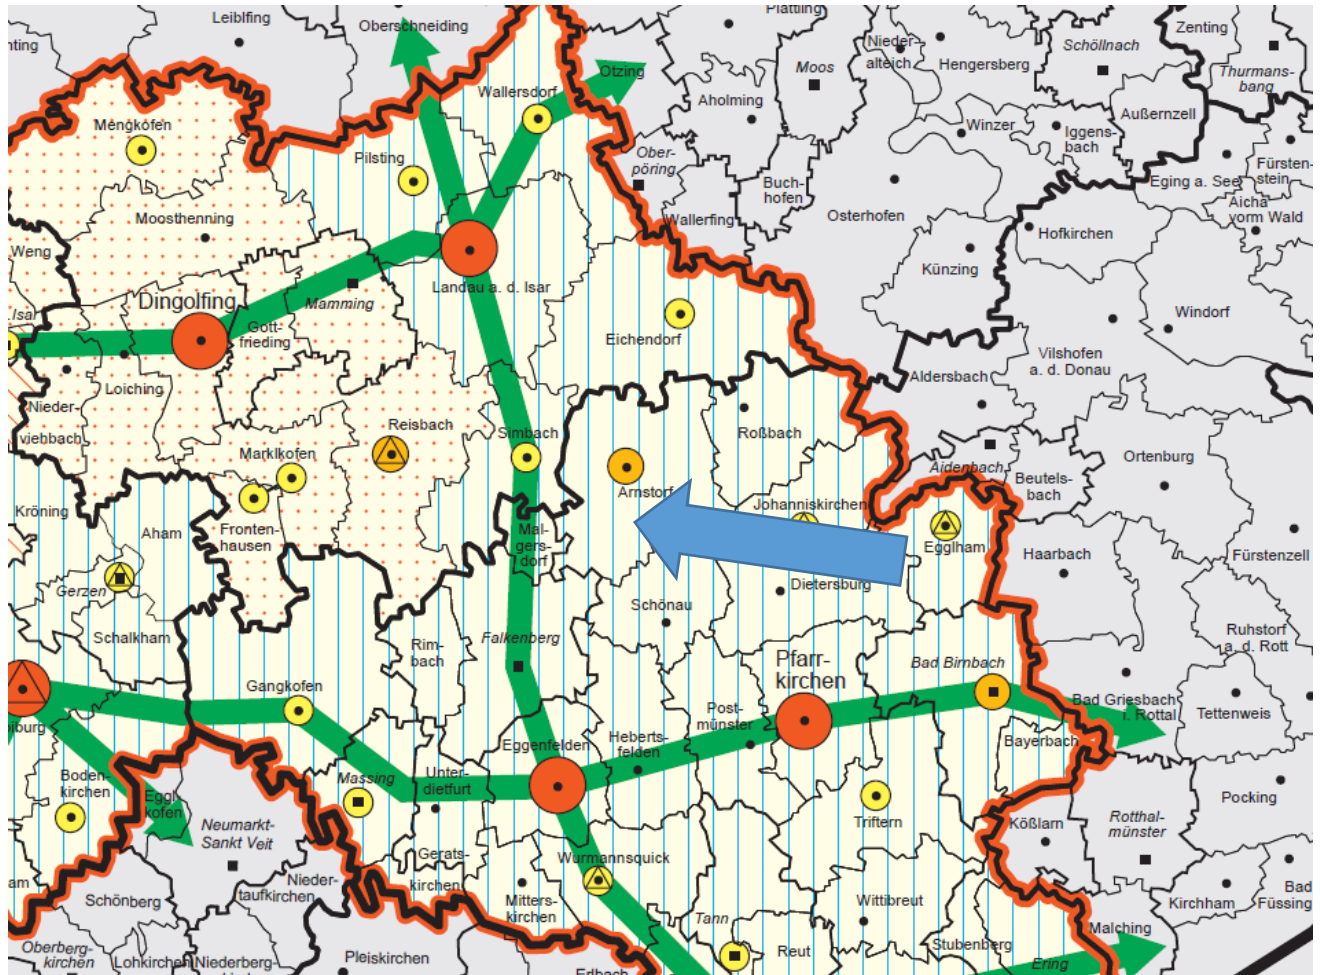 Leiblfing
Oberschneiding
Plattling
Zenting
Nieder-
alteich
Schöllnach
Hengersberg
Moos
Thurmans-
bang
Otzing
Wallersdorf
Aholming
Außernzell
Mengkofen
Winzer
Iggens-
bach
Pilsting
Ober-
pöring
Fürsten-
stein
Eging a. See
Buch-
hofen
Aicha
vorm Wald
Moosthenning
Osterhofen
Wallerfing
Hofkirchen
Weng
Künzing
Landau a. d. Isar
Dingolfing
Mamming
Isar
Gott-
frieding
Windorf
Eichendorf
Vilshofen
a. d. Donau
Aldersbach
Loiching
Nieder-
viehbach
Reisbach
Simbach
Roßbach
Marklkofen
Ortenburg
Aidenbach
Beutels-
bach
Arnstorf
Johanniskirchen
Kröning
Aham
Fronten-
hausen
Mal-
gers-
dorf
Egglham
Haarbach
Fürstenzell
Gerzen
Dietersburg
Schönau
Schalkham
Falkenberg
Rim-
bach
Ruhstorf
a. d. Rott
Pfarr-
kirchen
Bad Birnbach
Gangkofen
Bad Griesbach
i. Rottal
Post-
münster
Tettenweis
Eggenfelden
Heberts-
felden
Bayerbach
Boden-
kirchen
Massing
Unter-
dietfurt
Eggl-
kofen
Pocking
Neumarkt-
Sankt Veit
Triftern
Kößlarn
Rotthal-
münster
Gerats-
kirchen
Wurmannsquick
Nieder-
taufkirchen
Bad
Füssing
Schönberg
Mitters-
kirchen
Wittibreut
Kirchham
Tann
Malching
Oberberg-
kirchen
Lohkirchen
Niederberg-
Pleiskirchen
Reut
Stubenberg
Ering
Erlbach